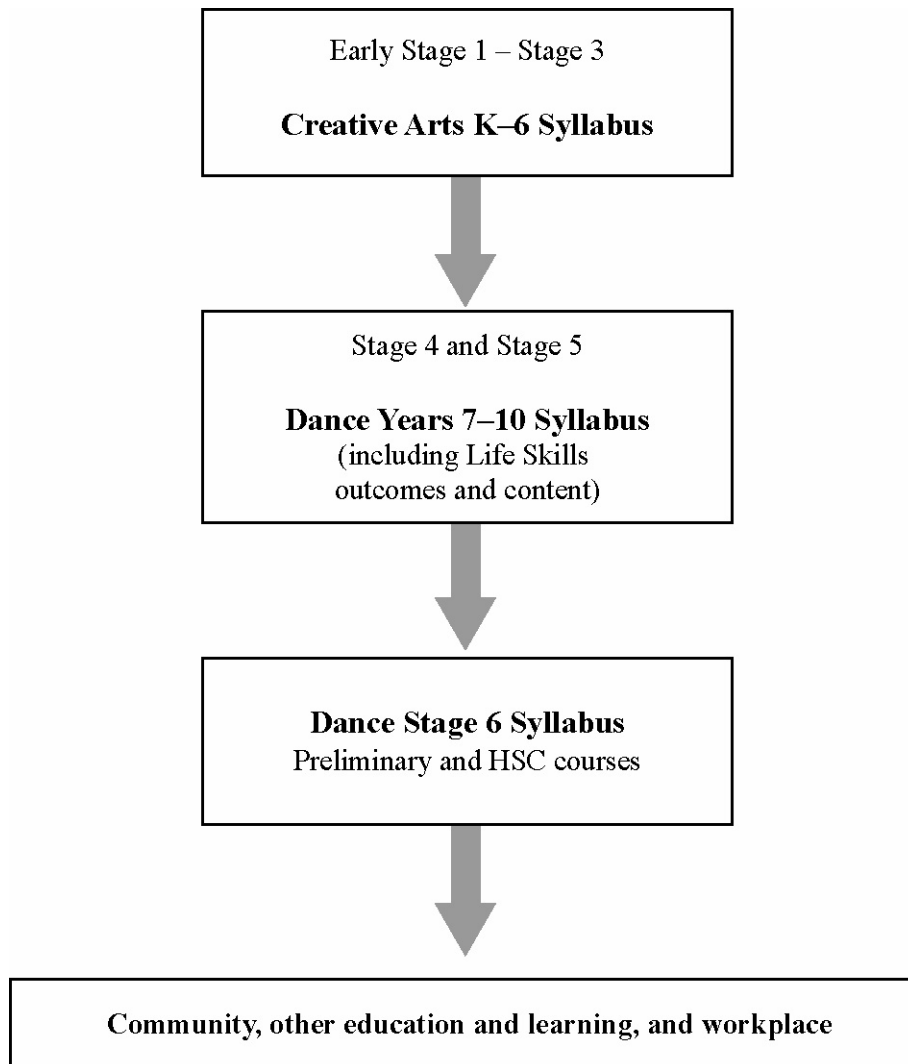 Early Stage 1 – Stage 3
Creative Arts K–6 Syllabus
Stage 4 and Stage 5
Dance Years 7–10 Syllabus
(including Life Skills
outcomes and content)
Dance Stage 6 Syllabus
Preliminary and HSC courses
Community, other education and learning, and workplace